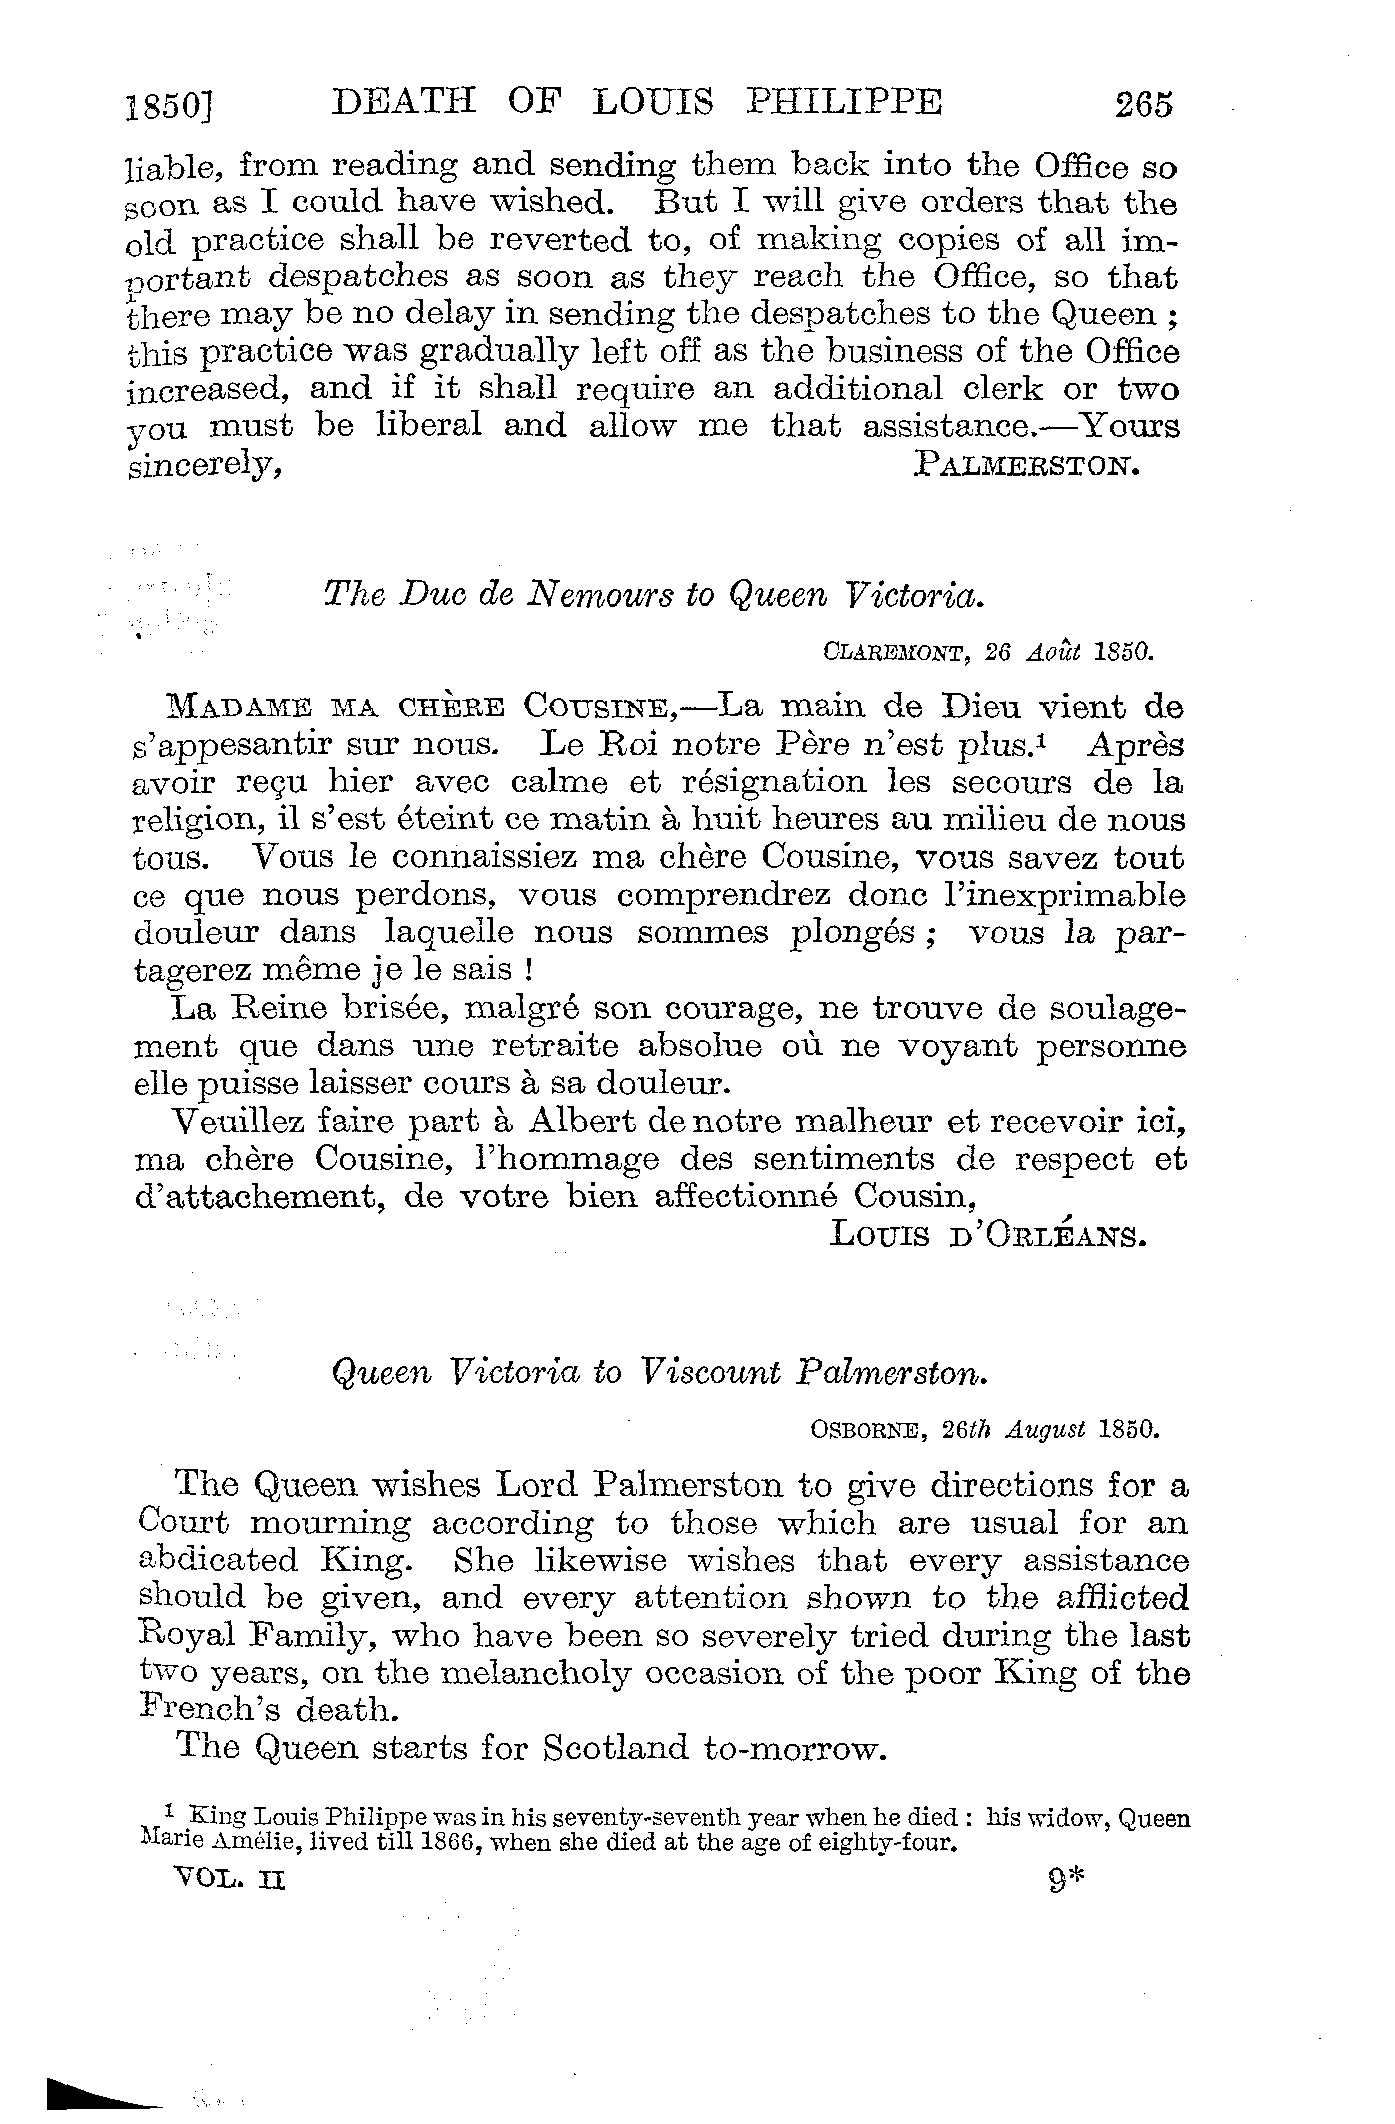 1850] DEATH OF LOUIS PHILIPPE 265
liable, from reading and sending them back into the Office so
soon as I could have wished. But I will give orders that the
old practice shall be reverted to, of making copies of all im-
portant despatches as soon as they reach the Office, so that
there may be no delay in sending the despatches to the Queen ;
this practice was gradually left off as the business of the Office
increased, and if it shall require an additional clerk or two
you must be liberal and allow me that assistance.—Yours
sincerely, PALMERSTON.
The Duc de Nemours to Queen Victoria.
CLAREMONT, 26 Août 1850.
MADAME MA CHÈRE COUSINE,—La main de Dieu vient de
s'appesantir sur nous. Le Roi notre Père n'est plus.¹ Après
avoir reçu hier avec calme et résignation les secours de la
religion, il s'est éteint ce matin à huit heures au milieu de nous
tous. Vous le connaissiez ma chère Cousine, vous savez tout
ce que nous perdons, vous comprendrez donc l'inexprimable
douleur dans laquelle nous sommes plongés ; vous la par-
tagerez même je le sais !
La Reine brisée, malgré son courage, ne trouve de soulage-
ment que dans une retraite absolue où ne voyant personne
elle puisse laisser cours à sa douleur.
Veuillez faire part à Albert de notre malheur et recevoir ici,
ma chère Cousine, l'hommage des sentiments de respect et
d'attachement, de votre bien affectionné Cousin,
LOUIS D'ORLÉANS.
Queen Victoria to Viscount Palmerston.
OSBORNE, 26th August 1850.
The Queen wishes Lord Palmerston to give directions for a
Court mourning according to those which are usual for an
abdicated King. She likewise wishes that every assistance
should be given, and every attention shown to the afflicted
Royal Family, who have been so severely tried during the last
two years, on the melancholy occasion of the poor King of the
French's death.
The Queen starts for Scotland to-morrow.
¹ King Louis Philippe was in his seventy-seventh year when he died : his widow, Queen
Marie Amélie, lived till 1866, when she died at the age of eighty-four.
VOL. II 9*